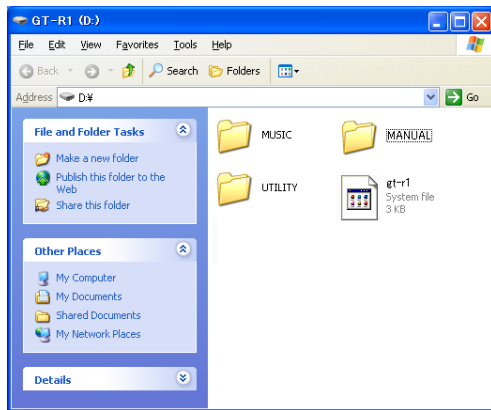 GT-R1 (D:)
File Edit View Favorites Tools Help
Back Search Folders
Address D:¥ Go
File and Folder Tasks
Make a new folder
Publish this folder to the
Web
Share this folder
Other Places
My Computer
My Documents
Shared Documents
My Network Places
Details
MUSIC
MANUAL
UTILITY
gt-r1
System file
3 KB